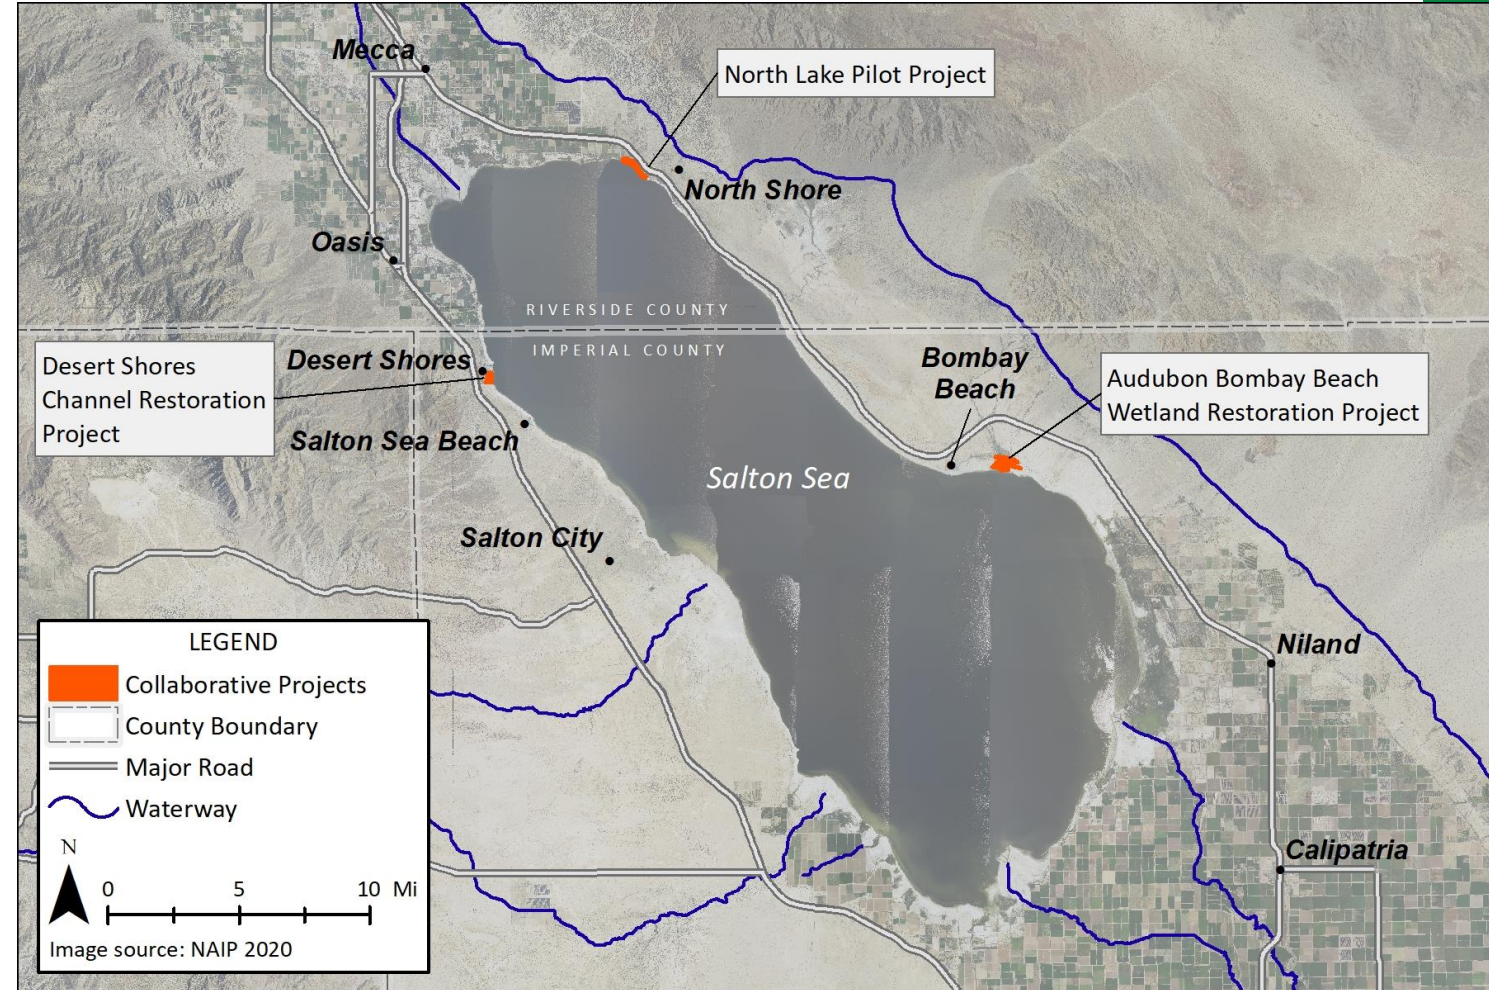 Mecca
North Lake Pilot Project
North Shore
Oasis
RIVERSIDE COUNTY
IMPERIAL COUNTY
Desert Shores
Channel Restoration
Project
Desert Shores
Bombay
Beach
Audubon Bombay Beach
Wetland Restoration Project
Salton Sea Beach
Salton Sea
Salton City
Niland
Calipatria
LEGEND
Collaborative Projects
County Boundary
Major Road
Waterway
N
0 5 10 Mi
Image source: NAIP 2020